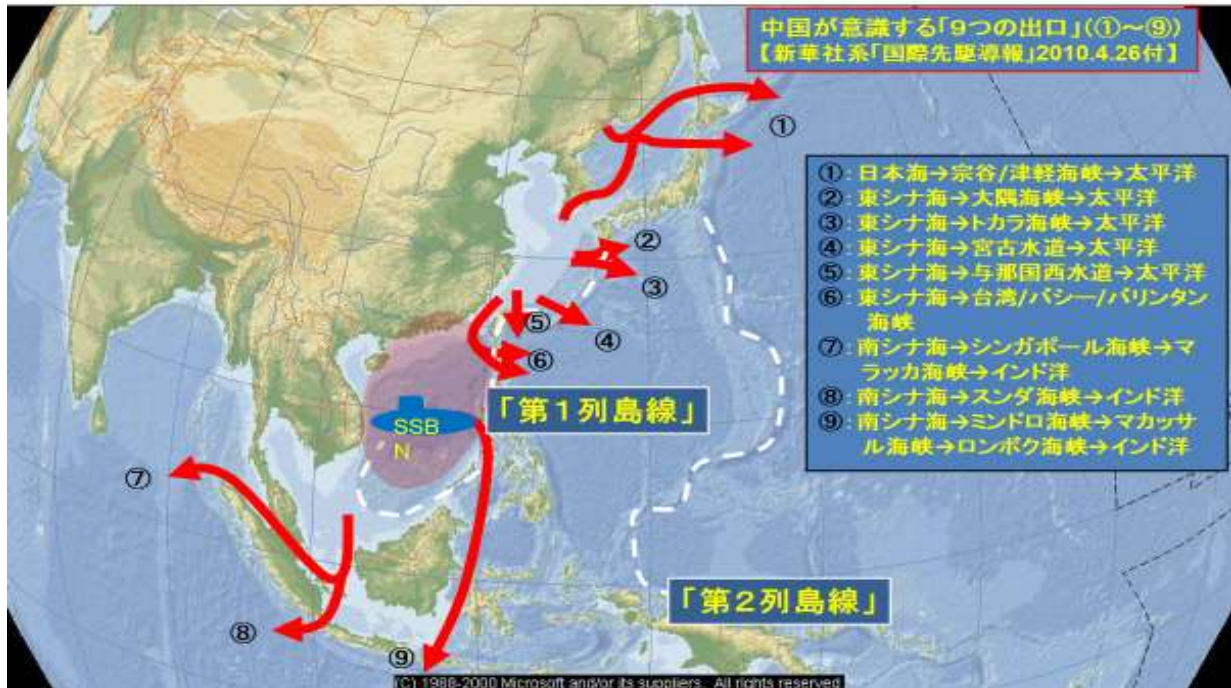 中国が意識する「9つの出口」(①～⑨)
【新華社系「国際先駆導報」2010.4.26付】
①
①:日本海→宗谷/津軽海峡→太平洋
②:東シナ海→大隅海峡→太平洋
③:東シナ海→トカラ海峡→太平洋
④:東シナ海→宮古水道→太平洋
⑤:東シナ海→与那国西水道→太平洋
⑥:東シナ海→台湾/バシー/バリンタン
海峡
⑦:南シナ海→シンガポール海峡→マ
ラッカ海峡→インド洋
⑧:南シナ海→スンダ海峡→インド洋
⑨:南シナ海→ミンドロ海峡→マカッサ
ル海峡→ロンボク海峡→インド洋
②
③
⑤
④
⑥
「第1列島線」
SSB
N
⑦
「第2列島線」
⑧
⑨
(C) 1988-2000 Microsoft and/or its suppliers. All rights reserved